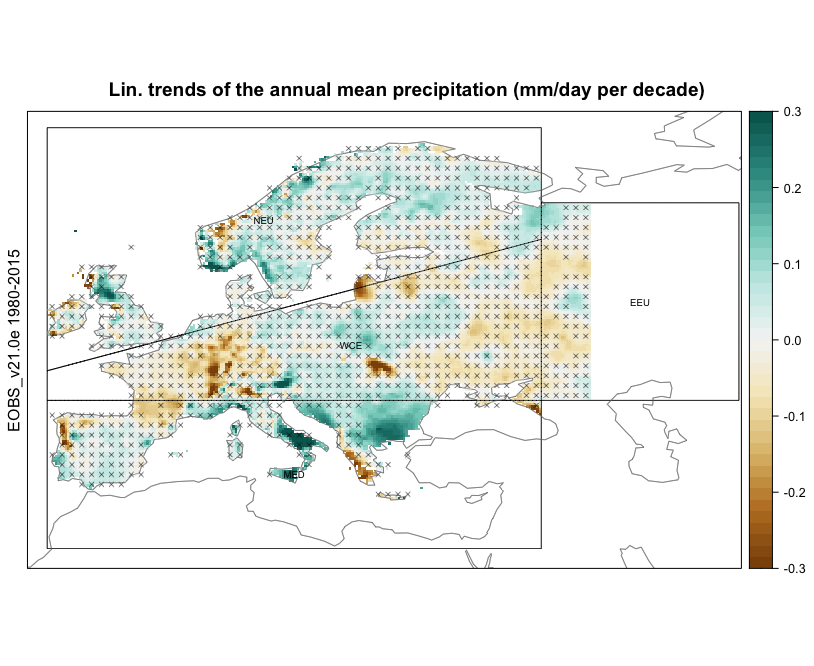 Lin. trends of the annual mean precipitation (mm/day per decade)
EOBS_v21.0e 1980-2015
NEU
EEU
WCE
MED
0.3
0.2
0.1
0.0
-0.1
-0.2
-0.3